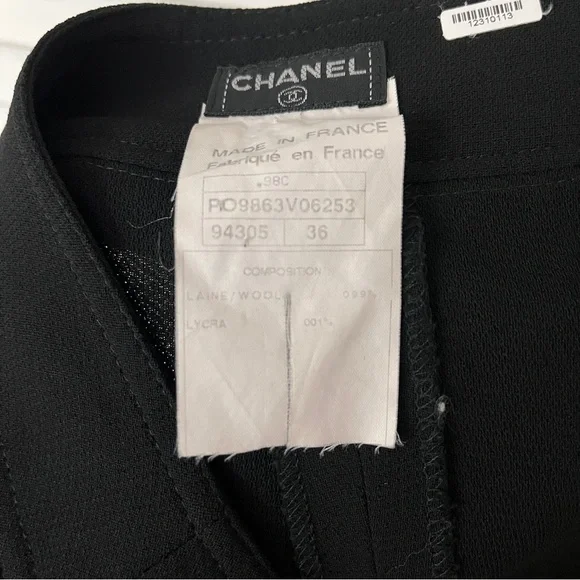 12310113
CHANEL
MADE IN FRANCE
Fabriqué en France
98C
P09863V06253
94305 36
COMPOSITION
LAINE/WOOL 099%
LYCRA 001%